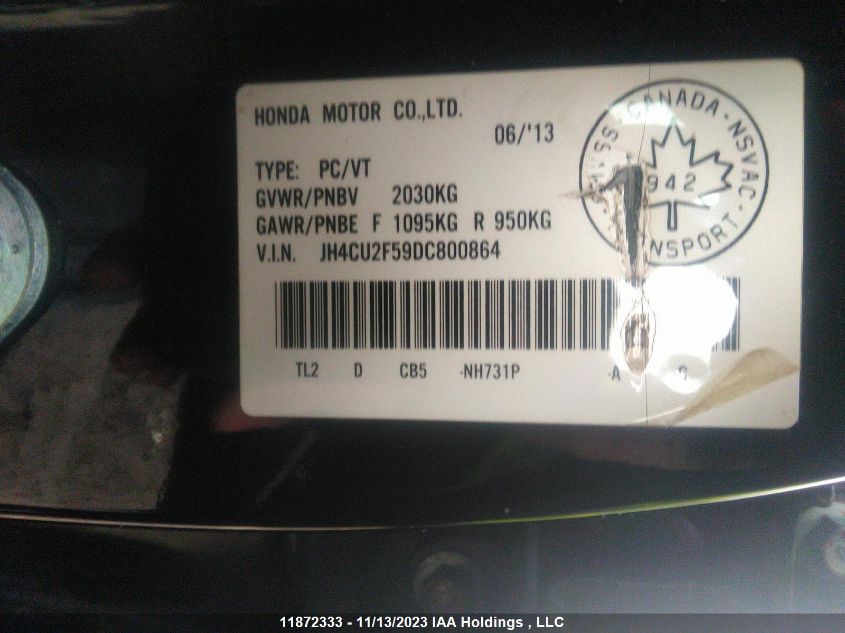 HONDA MOTOR CO.,LTD.
06/'13
TYPE: PC/VT
GVWR/PNBV 2030KG
GAWR/PNBE F 1095KG R 950KG
V.I.N. JH4CU2F59DC800864
CANADA · NSVAC ·
942
TL2 D CB5 -NH731P -A
11872333 - 11/13/2023 IAA Holdings , LLC